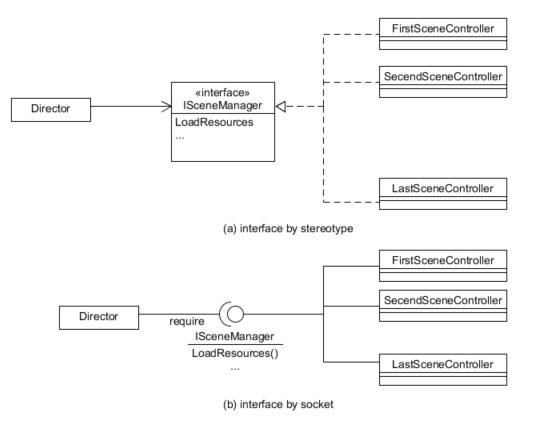 FirstSceneController
«interface»
ISceneManager
SecendSceneController
Director
LoadResources
...
LastSceneController
(a) interface by stereotype
FirstSceneController
SecendSceneController
Director
require
ISceneManager
LoadResources()
...
LastSceneController
(b) interface by socket